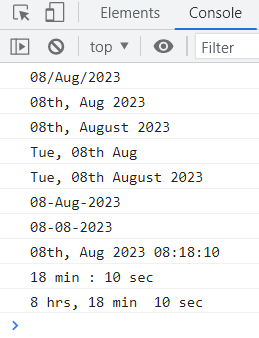 Elements Console
top Filter
08/Aug/2023
08th, Aug 2023
08th, August 2023
Tue, 08th Aug
Tue, 08th August 2023
08-Aug-2023
08-08-2023
08th, Aug 2023 08:18:10
18 min : 10 sec
8 hrs, 18 min  10 sec